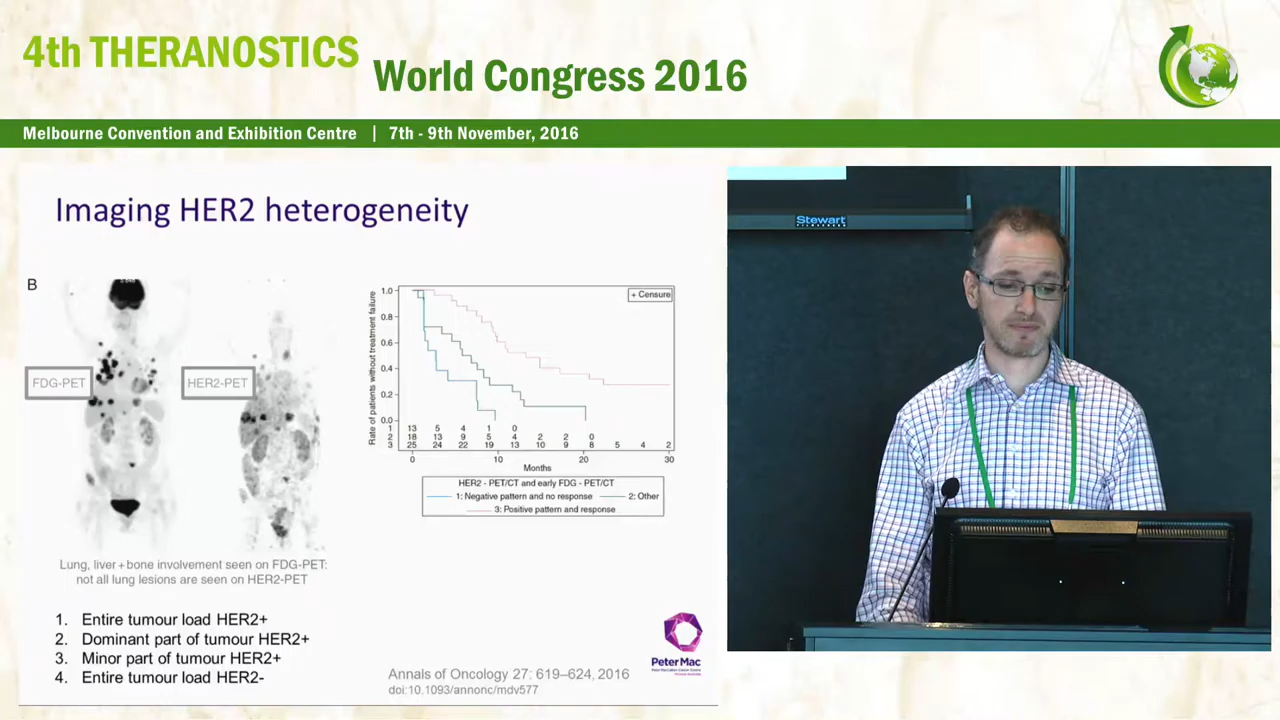 4th THERANOSTICS
World Congress 2016
Melbourne Convention and Exhibition Centre | 7th - 9th November, 2016
Stewart
Imaging HER2 heterogeneity
B
FDG-PET
HER2-PET
Lung, liver + bone involvement seen on FDG-PET:
not all lung lesions are seen on HER2-PET
Rate of patients without treatment failure
+ Censure
1.0
0.8
0.6
0.4
0.2
0.0
1 13 5 4 1 0
2 18 13 9 5 4 2 2 0
3 25 24 22 19 13 10 9 8 5 4 2
0 10 20 30
Months
HER2 - PET/CT and early FDG - PET/CT
1: Negative pattern and no response 2: Other
3: Positive pattern and response
1. Entire tumour load HER2+
2. Dominant part of tumour HER2+
3. Minor part of tumour HER2+
4. Entire tumour load HER2-
Annals of Oncology 27: 619–624, 2016
doi:10.1093/annonc/mdv577
Peter Mac